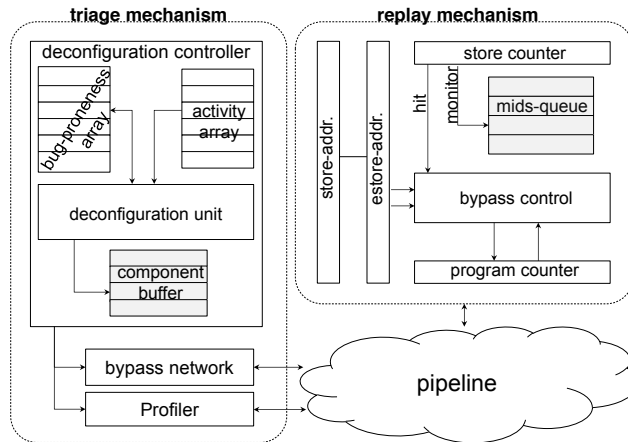 triage mechanism
deconfiguration controller
bug-proneness
array
activity
array
deconfiguration unit
component
buffer
bypass network
Profiler
replay mechanism
store counter
store-addr.
estore-addr.
hit
monitor
mids-queue
bypass control
program counter
pipeline